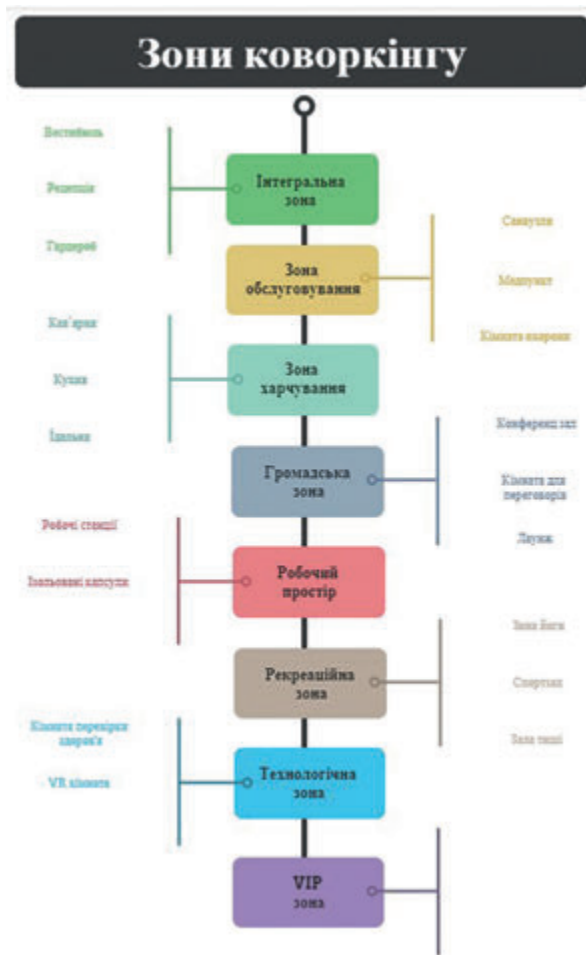 Зони коворкінгу
Вестибюль
Рецепція
Гардероб
Інтегральна
зона
Санвузли
Медпункт
Кімната охорони
Зона
обслуговування
Кав'ярня
Кухня
Їдальня
Зона
харчування
Конференц зал
Кімната для
переговорів
Лаунж
Громадська
зона
Робочі станції
Ізольовані капсули
Робочий
простір
Зона йоги
Спортзал
Зала тиші
Рекреаційна
зона
Кімната перевірки
здоров'я
VR кімната
Технологічна
зона
VIP
зона